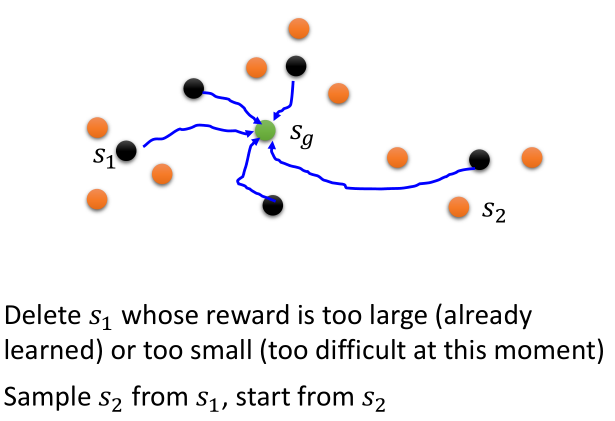 s_g
s_1
s_2
Delete s_1 whose reward is too large (already
learned) or too small (too difficult at this moment)
Sample s_2 from s_1, start from s_2